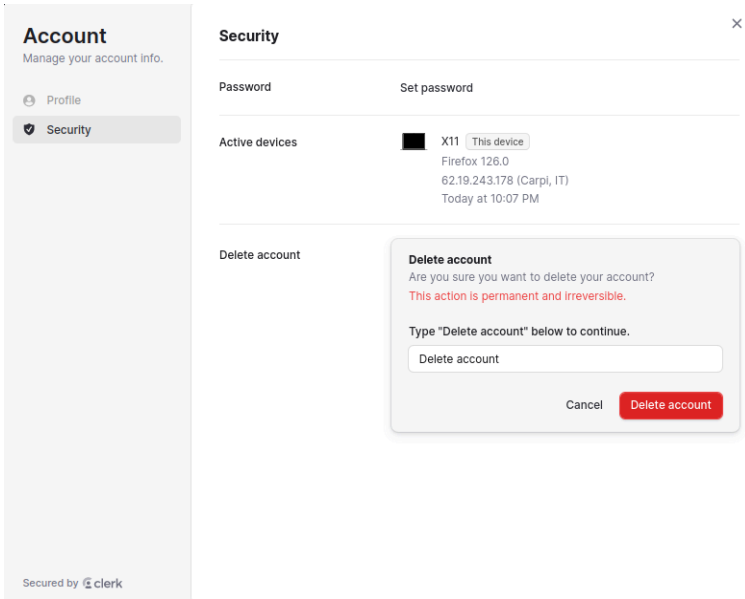 Account
Manage your account info.
Profile
Security
Secured by clerk
Security
Password
Set password
Active devices
X11 This device
Firefox 126.0
62.19.243.178 (Carpi, IT)
Today at 10:07 PM
Delete account
Delete account
Are you sure you want to delete your account?
This action is permanent and irreversible.
Type "Delete account" below to continue.
Delete account
Cancel Delete account